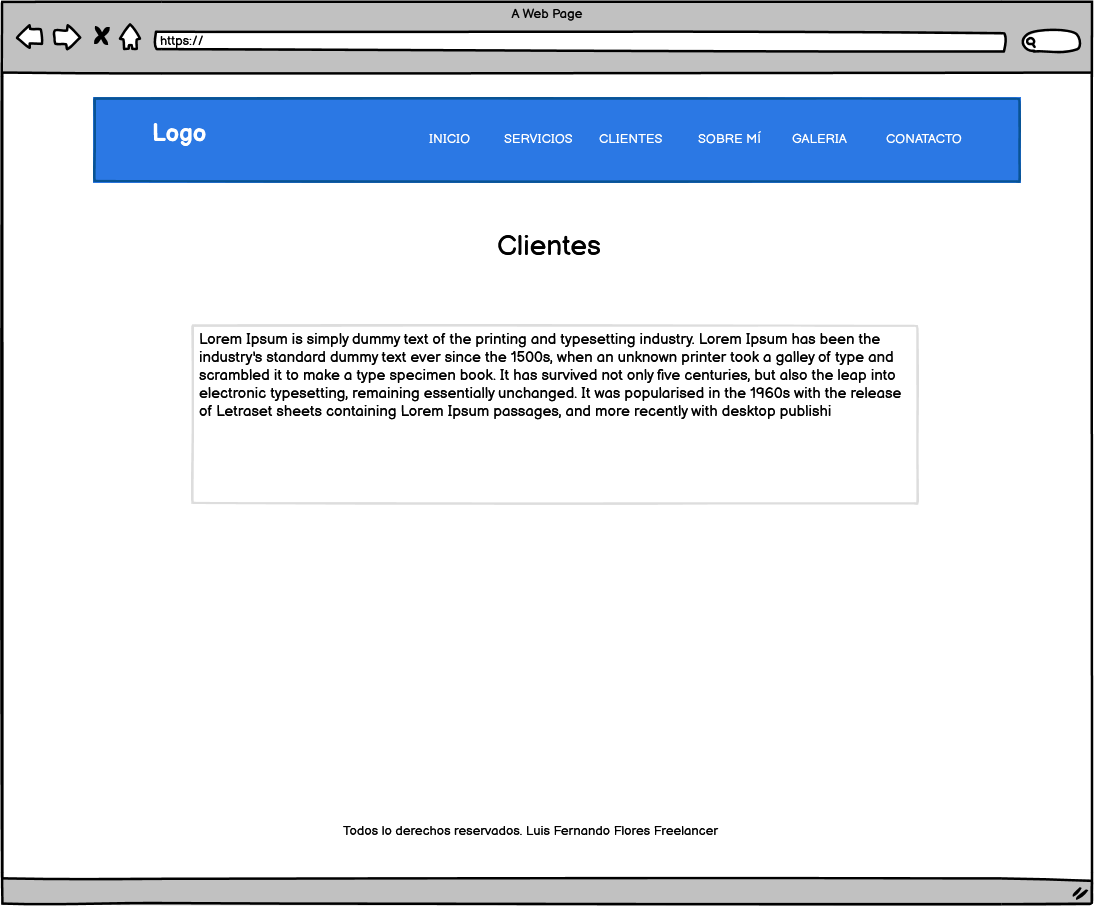 A Web Page
https://
Logo
INICIO SERVICIOS CLIENTES SOBRE MÍ GALERIA CONATACTO
Clientes
Lorem Ipsum is simply dummy text of the printing and typesetting industry. Lorem Ipsum has been the
industry's standard dummy text ever since the 1500s, when an unknown printer took a galley of type and
scrambled it to make a type specimen book. It has survived not only five centuries, but also the leap into
electronic typesetting, remaining essentially unchanged. It was popularised in the 1960s with the release
of Letraset sheets containing Lorem Ipsum passages, and more recently with desktop publishi
Todos lo derechos reservados. Luis Fernando Flores Freelancer